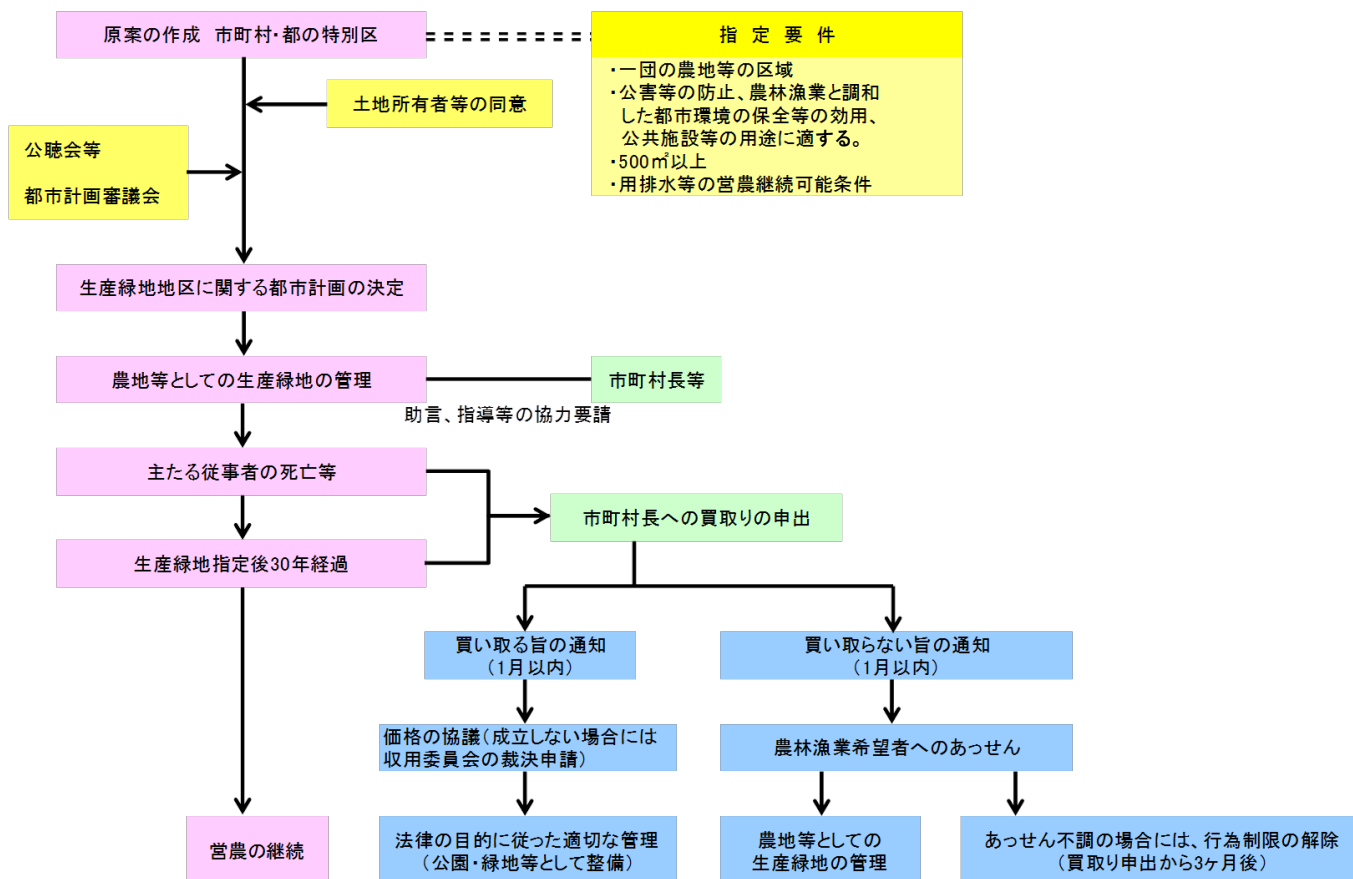 原案の作成 市町村・都の特別区
指 定 要 件
・一団の農地等の区域
・公害等の防止、農林漁業と調和
した都市環境の保全等の効用、
公共施設等の用途に適する。
・500㎡以上
・用排水等の営農継続可能条件
土地所有者等の同意
公聴会等
都市計画審議会
生産緑地地区に関する都市計画の決定
農地等としての生産緑地の管理
市町村長等
助言、指導等の協力要請
主たる従事者の死亡等
市町村長への買取りの申出
生産緑地指定後30年経過
買い取る旨の通知
（1月以内）
買い取らない旨の通知
（1月以内）
価格の協議（成立しない場合には
収用委員会の裁決申請）
農林漁業希望者へのあっせん
営農の継続
法律の目的に従った適切な管理
（公園・緑地等として整備）
農地等としての
生産緑地の管理
あっせん不調の場合には、行為制限の解除
（買取り申出から3ヶ月後）